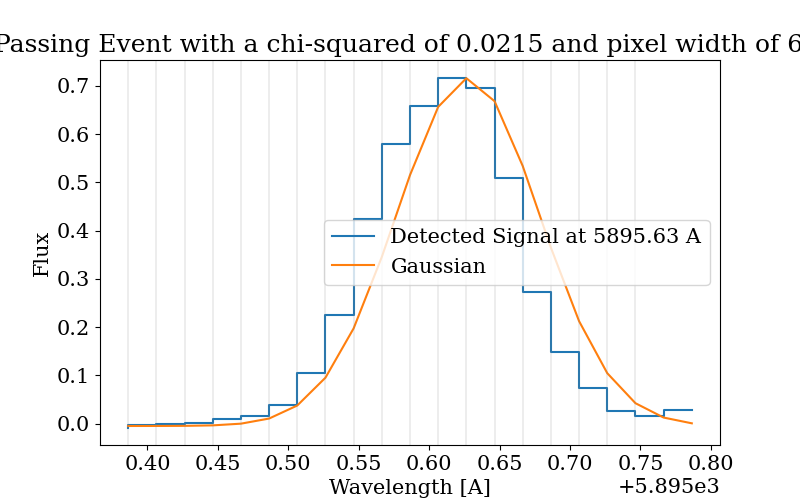 Passing Event with a chi-squared of 0.0215 and pixel width of 6
0.7
0.6
0.5
0.4
0.3
0.2
0.1
0.0
Flux
Detected Signal at 5895.63 A
Gaussian
0.40 0.45 0.50 0.55 0.60 0.65 0.70 0.75 0.80
Wavelength [A]
+5.895e3